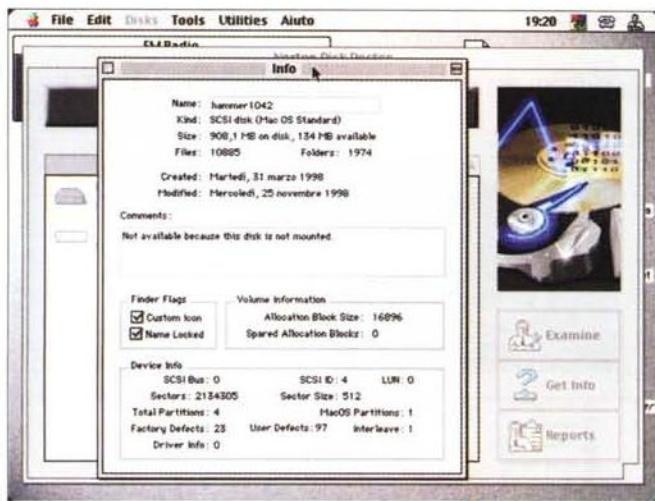 File Edit Disks Tools Utilities Aiuto 19:20
FM Radio
Norton Disk Doctor
Info
Name: hammer1042
Kind: SCSI disk (Mac OS Standard)
Size: 908,1 MB on disk, 134 MB available
Files: 10885 Folders: 1974
Created: Martedì, 31 marzo 1998
Modified: Mercoledì, 25 novembre 1998
Comments:
Not available because this disk is not mounted.
Finder Flags
Custom Icon
Name Locked
Volume Information
Allocation Block Size: 16896
Spared Allocation Blocks: 0
Device Info
SCSI Bus: 0 SCSI ID: 4 LUN: 0
Sectors: 2134305 Sector Size: 512
Total Partitions: 4 MacOS Partitions: 1
Factory Defects: 23 User Defects: 97 Interleave: 1
Driver Info: 0
Examine
Get Info
Reports